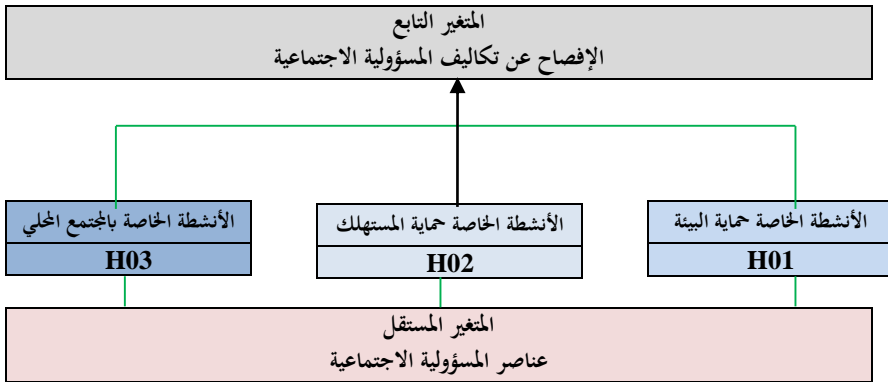 المتغير التابع
الإفصاح عن تكاليف المسؤولية الاجتماعية
الأنشطة الخاصة حماية البيئة
H01
الأنشطة الخاصة حماية المستهلك
H02
الأنشطة الخاصة بالمجتمع المحلي
H03
المتغير المستقل
عناصر المسؤولية الاجتماعية